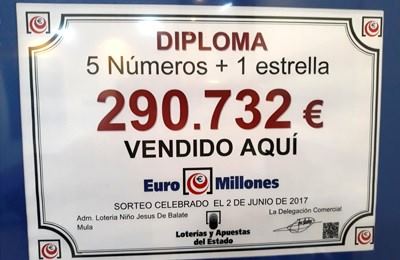 DIPLOMA
5 Números + 1 estrella
290.732 €
VENDIDO AQUÍ
Euro Millones
SORTEO CELEBRADO EL 2 DE JUNIO DE 2017
Adm. Loteria Niño Jesus De Balate
Mula
La Delegación Comercial
Loterías y Apuestas
del Estado